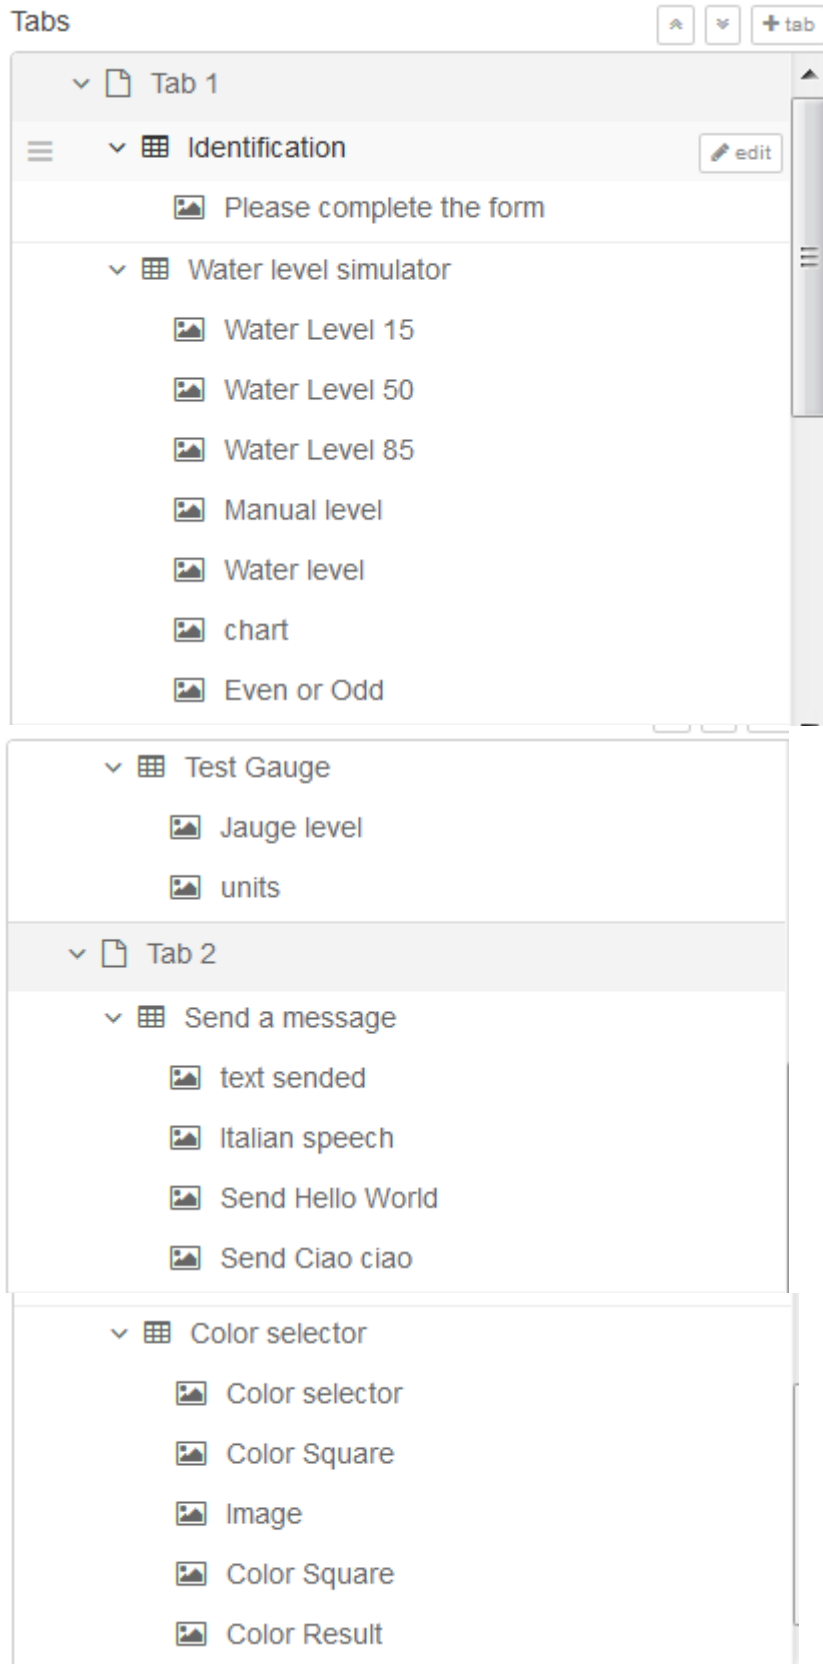 Tabs
+ tab
Tab 1
Identification
edit
Please complete the form
Water level simulator
Water Level 15
Water Level 50
Water Level 85
Manual level
Water level
chart
Even or Odd
Test Gauge
Jauge level
units
Tab 2
Send a message
text sended
Italian speech
Send Hello World
Send Ciao ciao
Color selector
Color selector
Color Square
Image
Color Square
Color Result